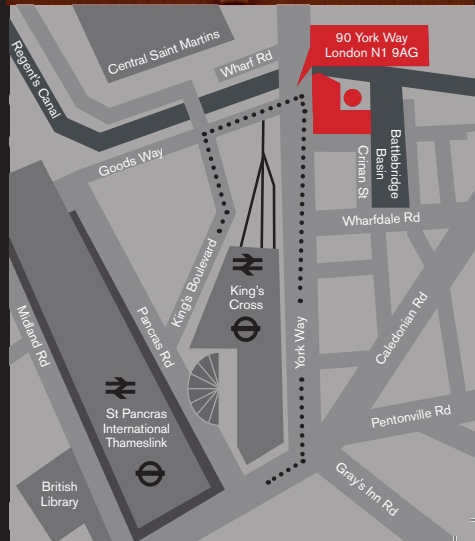 90 York Way
London N1 9AG
Central Saint Martins
Wharf Rd
Regent's Canal
Goods Way
Crinan St
Battlebridge
Basin
Wharfdale Rd
King's Boulevard
King's
Cross
York Way
Caledonian Rd
Midland Rd
Pancras Rd
St Pancras
International
Thameslink
Pentonville Rd
Gray's Inn Rd
British
Library